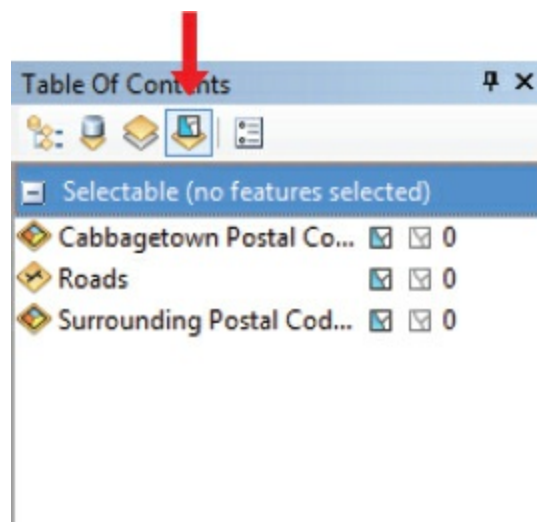 Table Of Contents
Selectable (no features selected)
Cabbagetown Postal Co... 0
Roads 0
Surrounding Postal Cod... 0